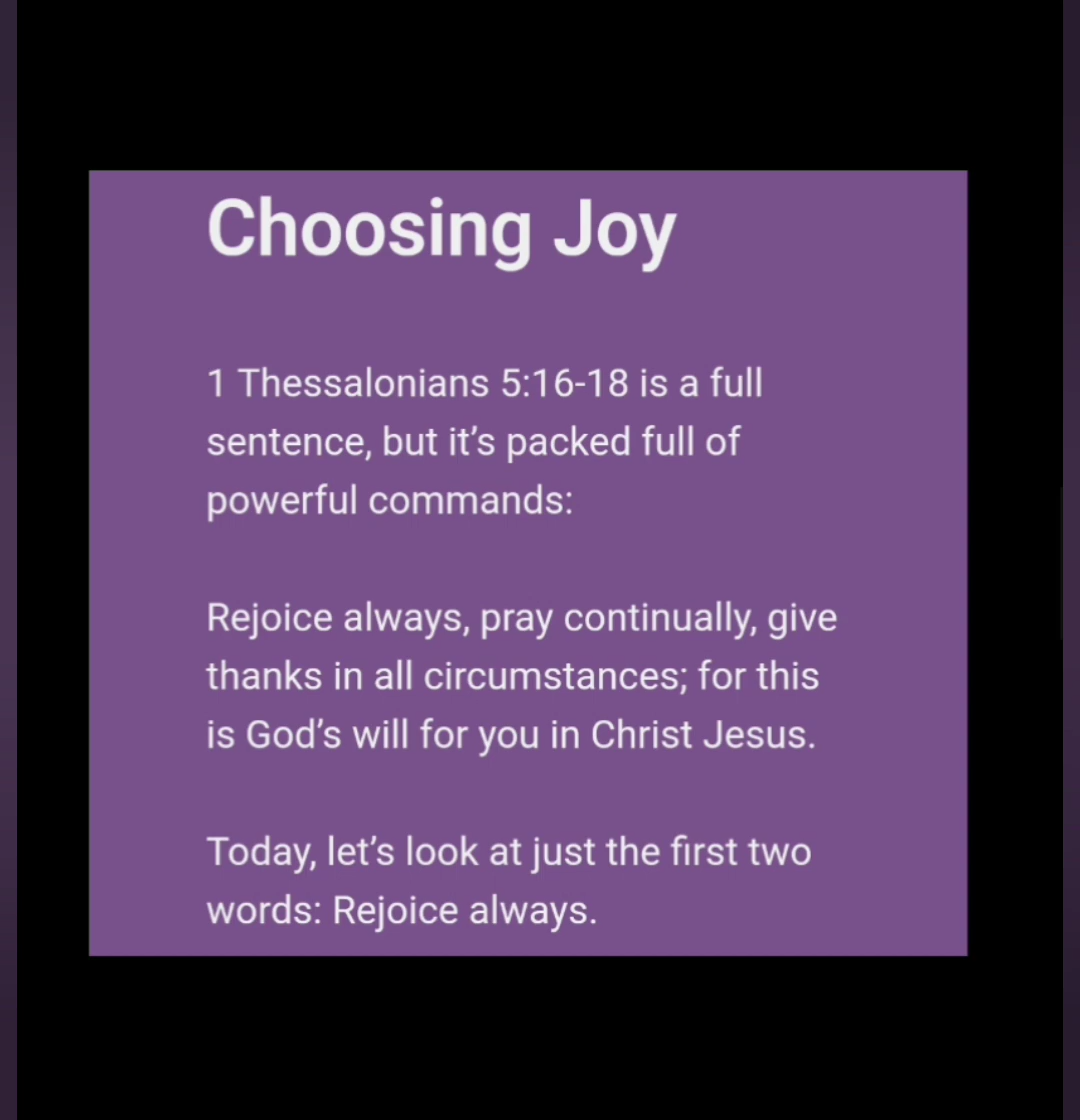 Choosing Joy
1 Thessalonians 5:16-18 is a full
sentence, but it’s packed full of
powerful commands:
Rejoice always, pray continually, give
thanks in all circumstances; for this
is God’s will for you in Christ Jesus.
Today, let’s look at just the first two
words: Rejoice always.